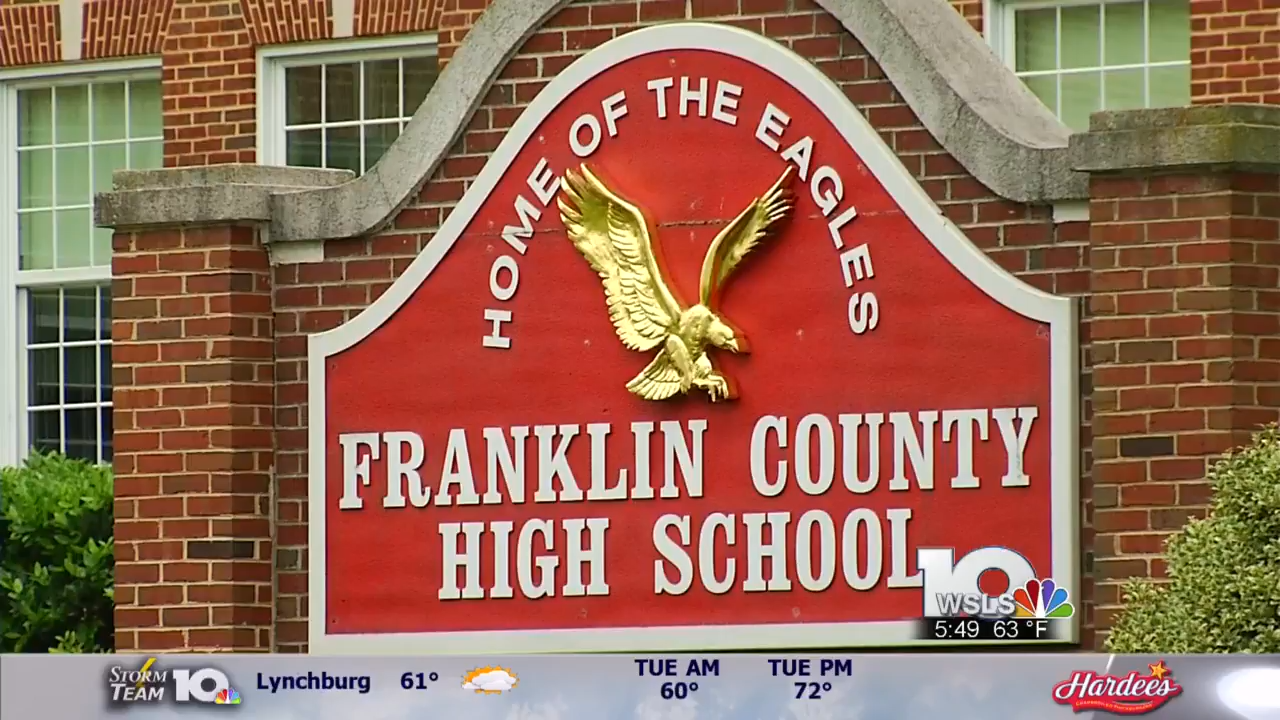 HOME OF THE EAGLES
FRANKLIN COUNTY
HIGH SCHOOL
10
WSLS
5:49 63 °F
STORM TEAM 10
Lynchburg 61°
TUE AM 60°
TUE PM 72°
Hardee's